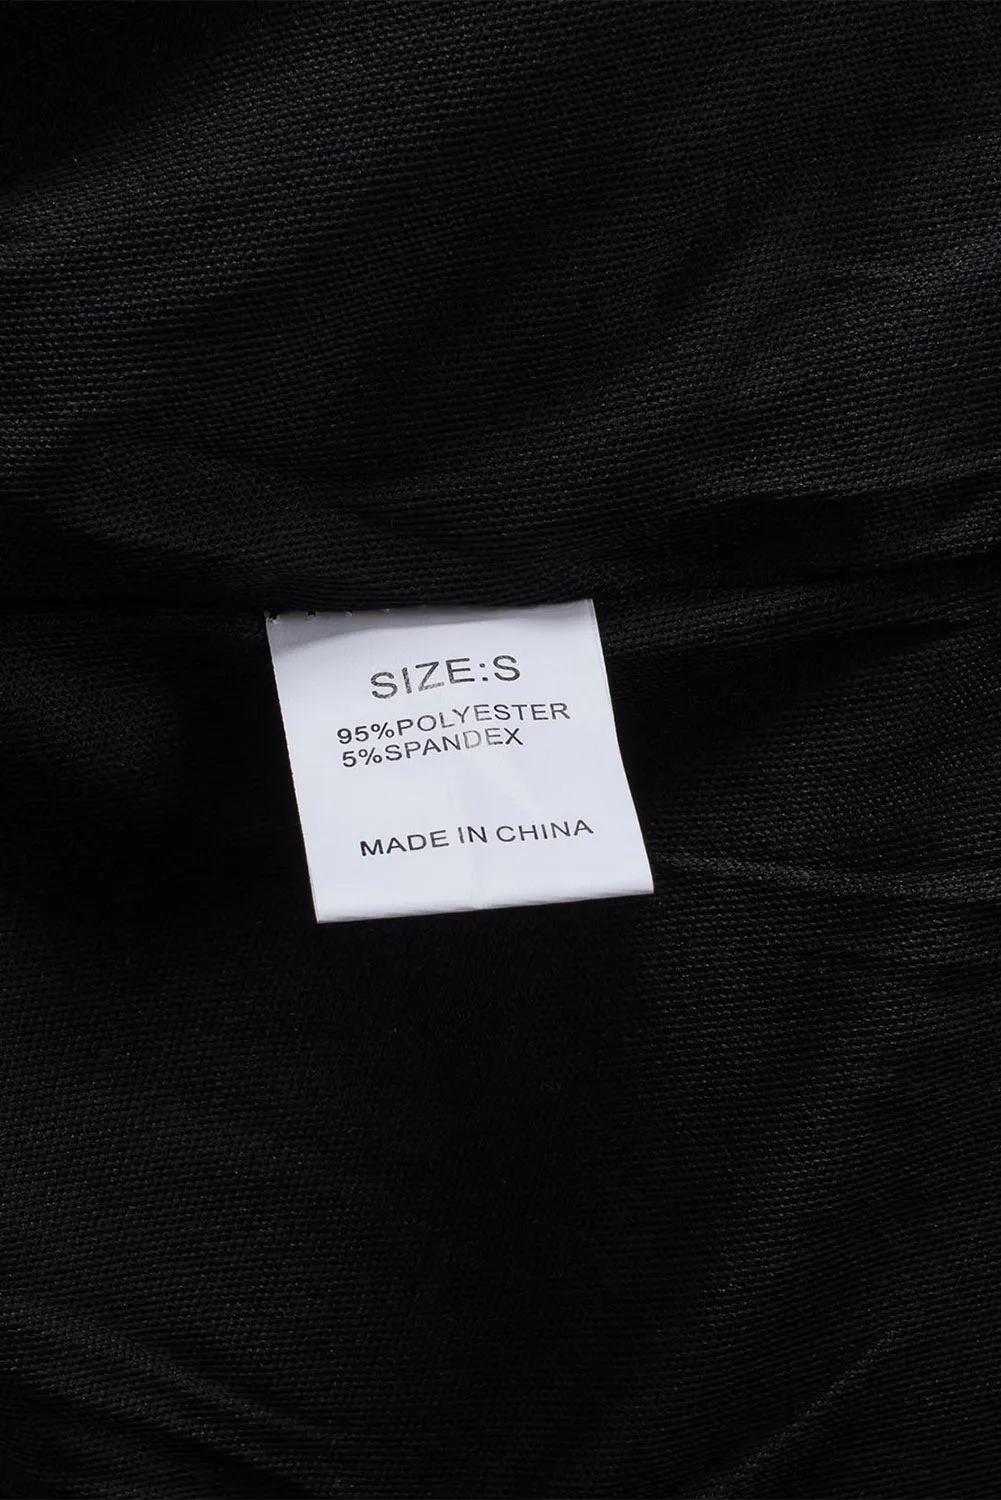 SIZE:S
95%POLYESTER
5%SPANDEX
MADE IN CHINA